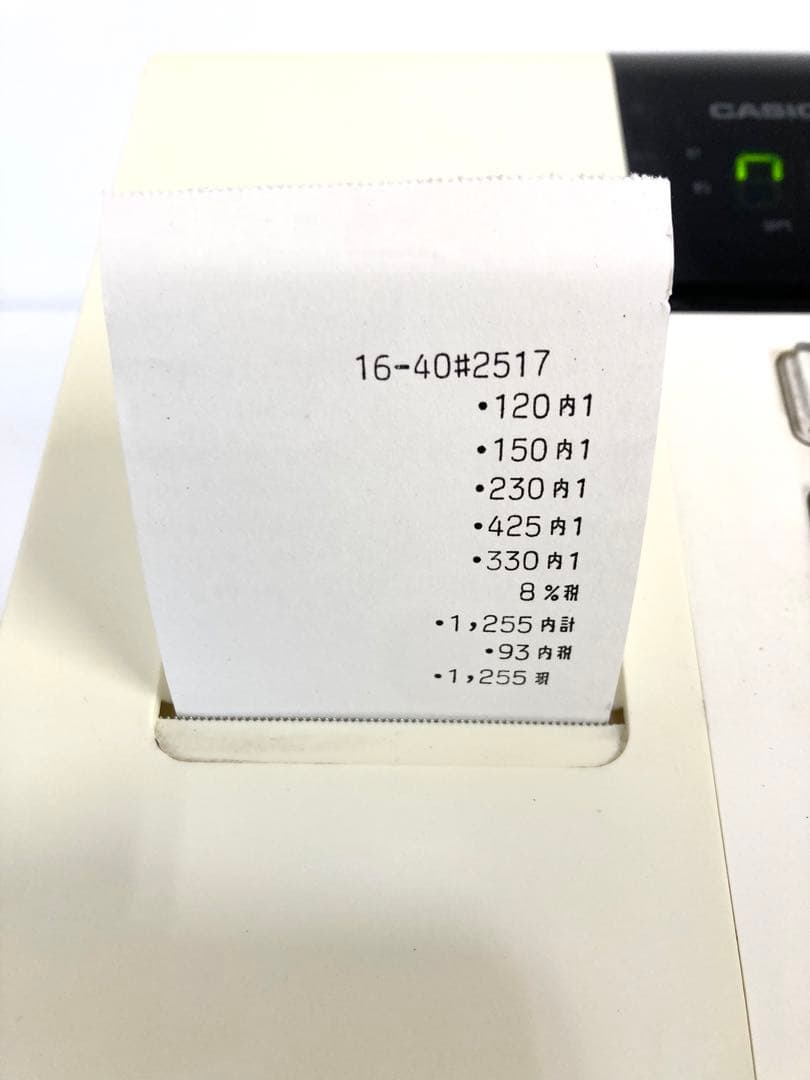 CASIO
16-40#2517
•120内1
•150内1
•230内1
•425内1
•330内1
8%税
•1,255内計
•93内税
•1,255現